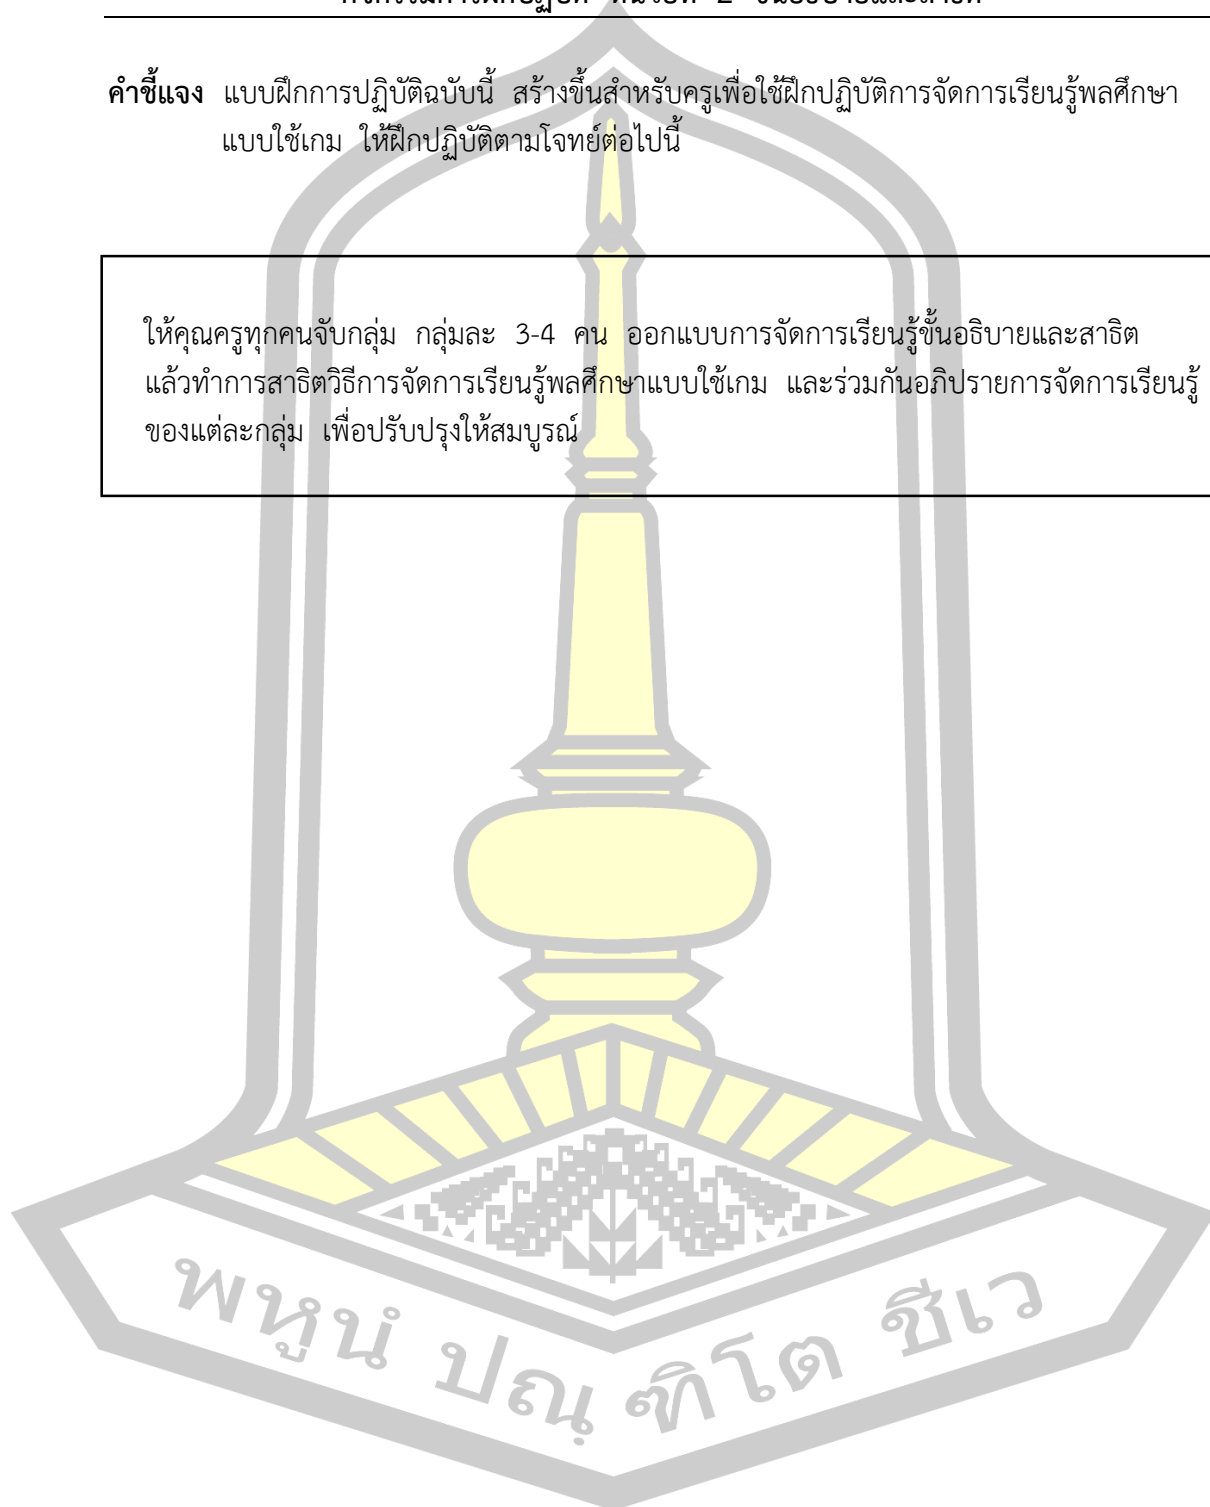 คำชี้แจง แบบฝึกการปฏิบัติฉบับนี้ สร้างขึ้นสำหรับครูเพื่อใช้ฝึกปฏิบัติการจัดการเรียนรู้พลศึกษา
แบบใช้เกม ให้ฝึกปฏิบัติตามโจทย์ต่อไปนี้
ให้คุณครูทุกคนจับกลุ่ม กลุ่มละ 3-4 คน ออกแบบการจัดการเรียนรู้ขั้นอธิบายและสาธิต
แล้วทำการสาธิตวิธีการจัดการเรียนรู้พลศึกษาแบบใช้เกม และร่วมกันอภิปรายการจัดการเรียนรู้
ของแต่ละกลุ่ม เพื่อปรับปรุงให้สมบูรณ์
พหูนํ ปณฺฑิโต ชีเว